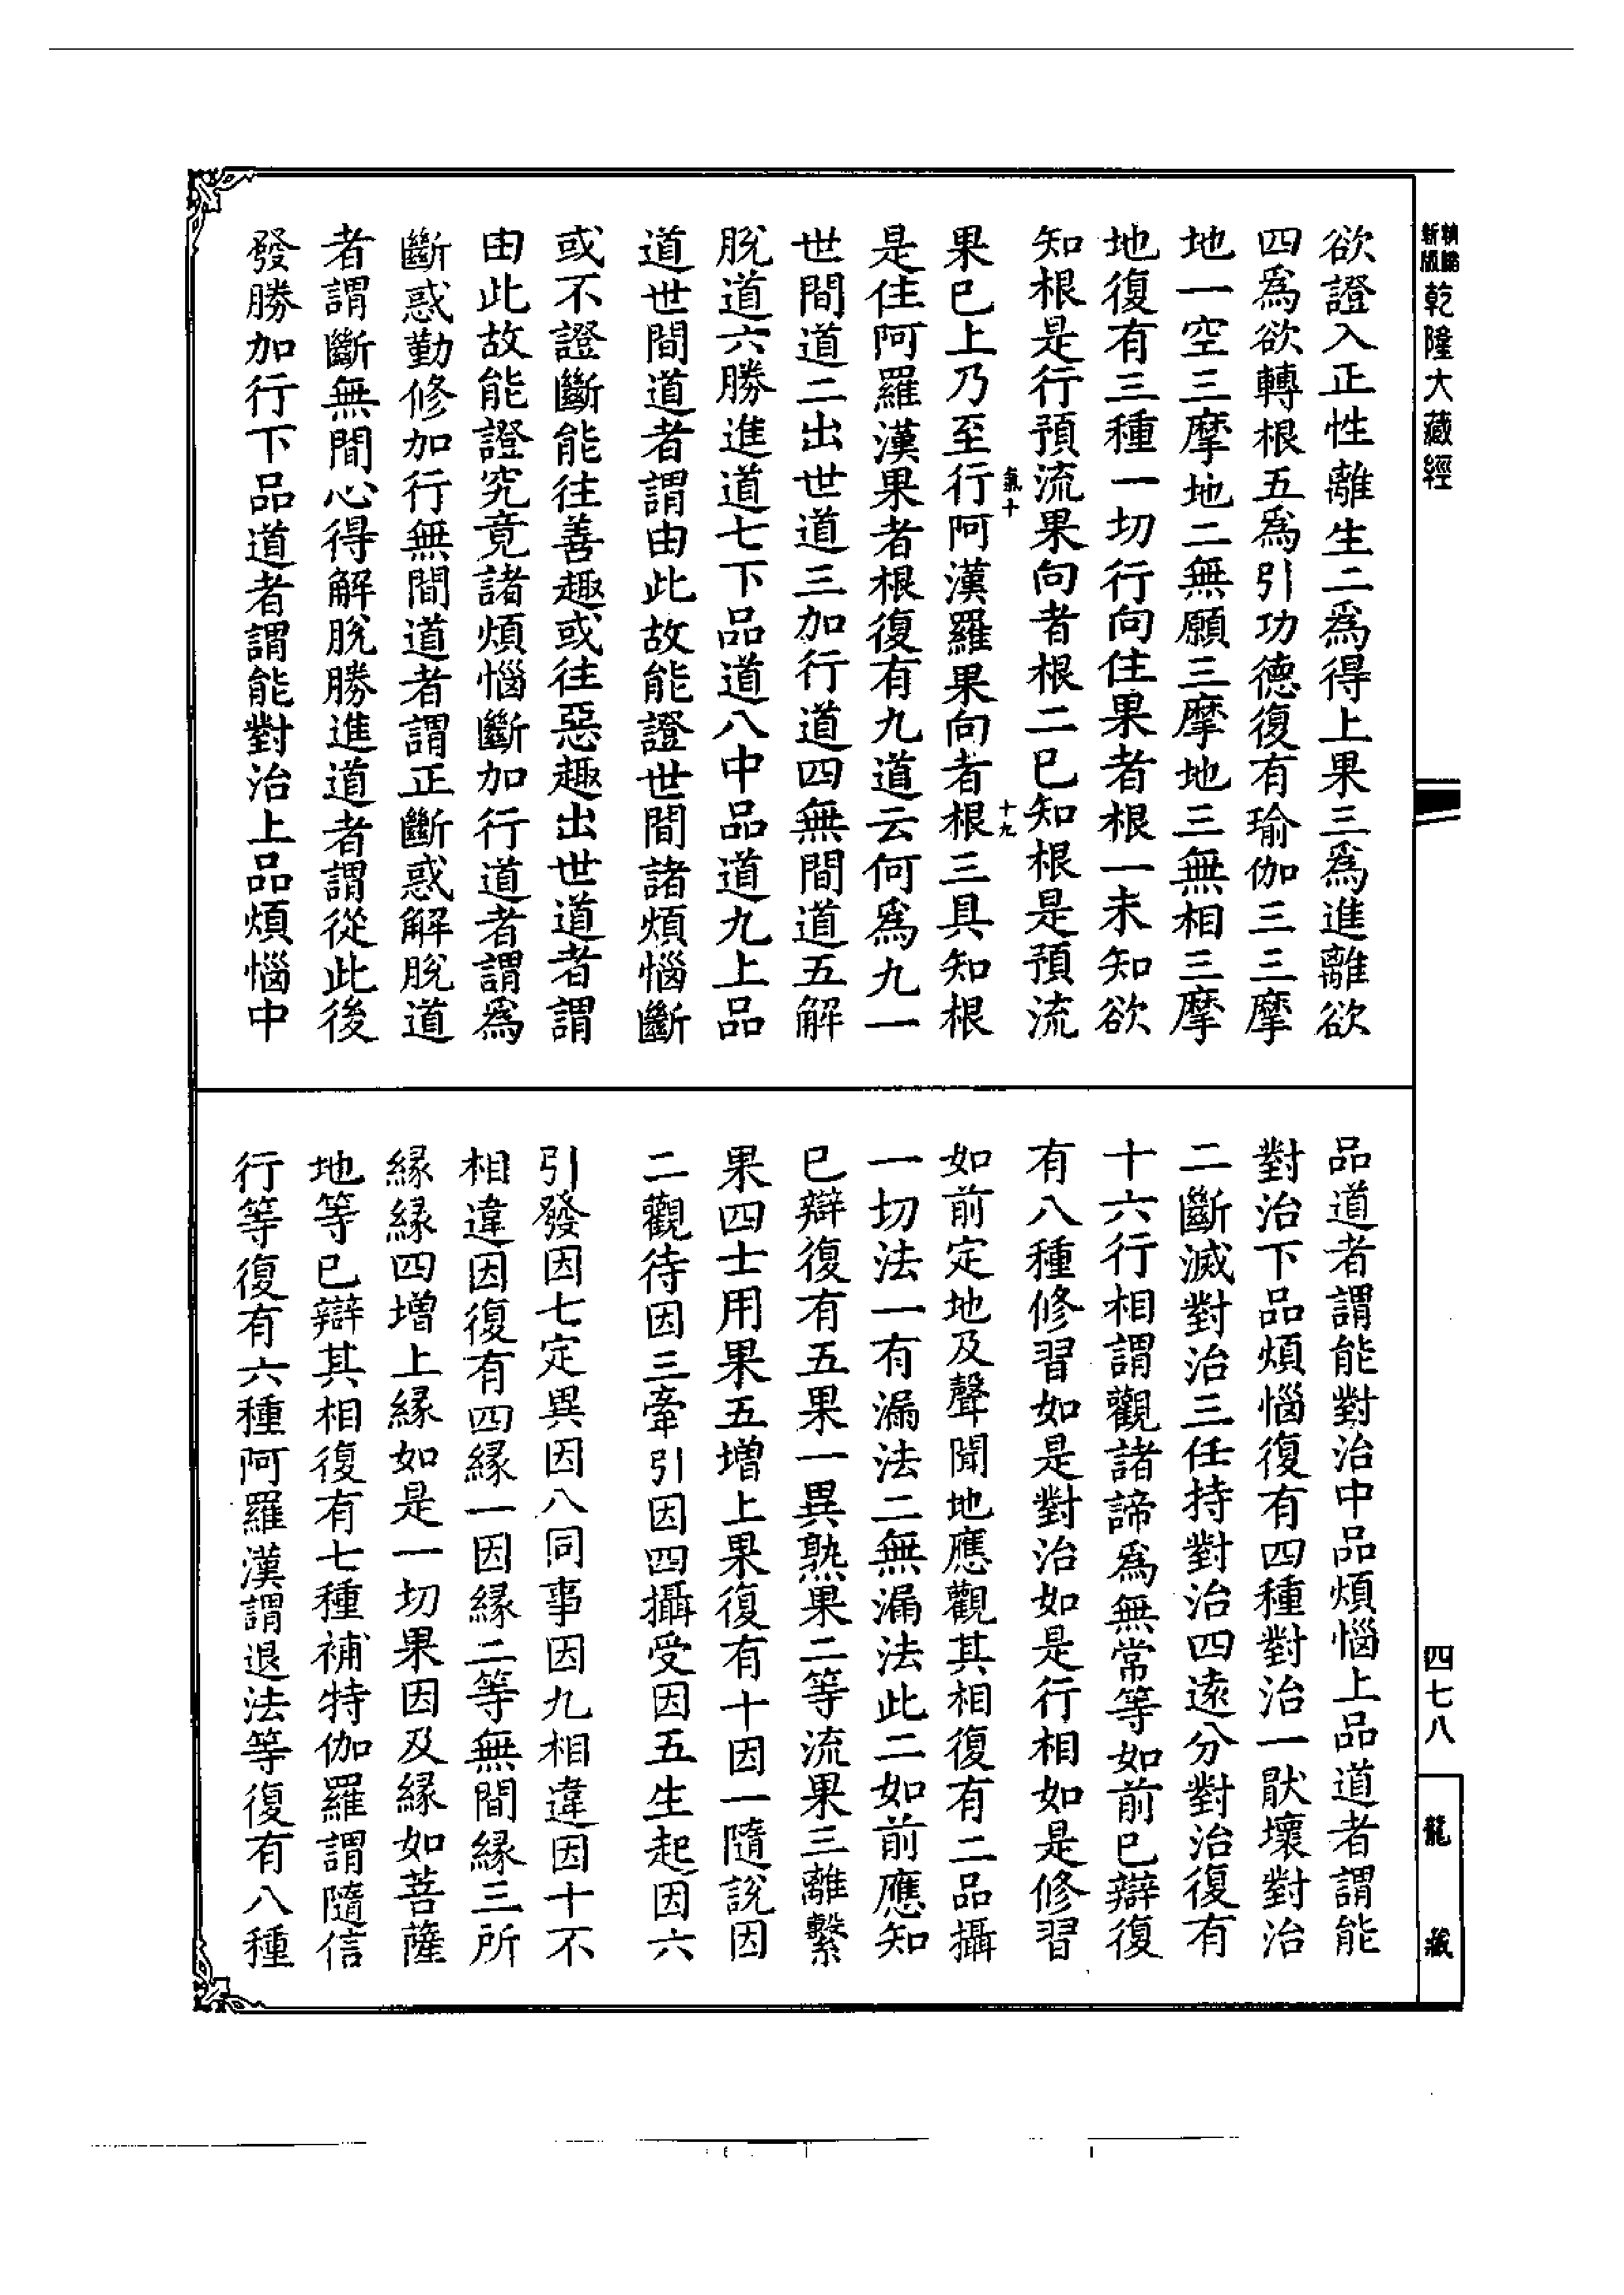 新版
乾隆大藏經
四七八
龍藏
欲證入正性離生二爲得上果三爲進離欲
四爲欲轉根五爲引功德復有瑜伽三三摩
地一空三摩地二無願三摩地三無相三摩
地復有三種一切行向住果者根一未知欲
知根是行預流果向者根二已知根是預流
氣十
十九
果已上乃至行阿漢羅果向者根三具知根
是住阿羅漢果者根復有九道云何爲九一
世間道二出世道三加行道四無間道五解
脫道六勝進道七下品道八中品道九上品
道世間道者謂由此故能證世間諸煩惱斷
或不證斷能往善趣或往惡趣出世道者謂
由此故能證究竟諸煩惱斷加行道者謂爲
斷惑勤修加行無間道者謂正斷惑解脫道
者謂斷無間心得解脫勝進道者謂從此後
發勝加行下品道者謂能對治上品煩惱中
品道者謂能對治中品煩惱上品道者謂能
對治下品煩惱復有四種對治一猒壞對治
二斷滅對治三任持對治四遠分對治復有
十六行相謂觀諸諦爲無常等如前已辯復
有八種修習如是對治如是行相如是修習
如前定地及聲聞地應觀其相復有二品攝
一切法一有漏法二無漏法此二如前應知
已辯復有五果一異熟果二等流果三離繫
果四士用果五增上果復有十因一隨說因
二觀待因三牽引因四攝受因五生起因六
引發因七定異因八同事因九相違因十不
相違因復有四緣一因緣二等無間緣三所
緣緣四增上緣如是一切果因及緣如菩薩
地等已辯其相復有七種補特伽羅謂隨信
行等復有六種阿羅漢謂退法等復有八種